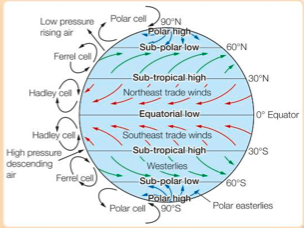 Polar cell
90°N
Low pressure
rising air
Polar high
Sub-polar low
60°N
Ferrel cell
Sub-tropical high
30°N
Hadley cell
Northeast trade winds
Equatorial low
0° Equator
Hadley cell
Southeast trade winds
Sub-tropical high
30°S
High pressure
descending
air
Westerlies
Ferrel cell
Sub-polar low
60°S
Polar high
Polar easterlies
Polar cell
90°S